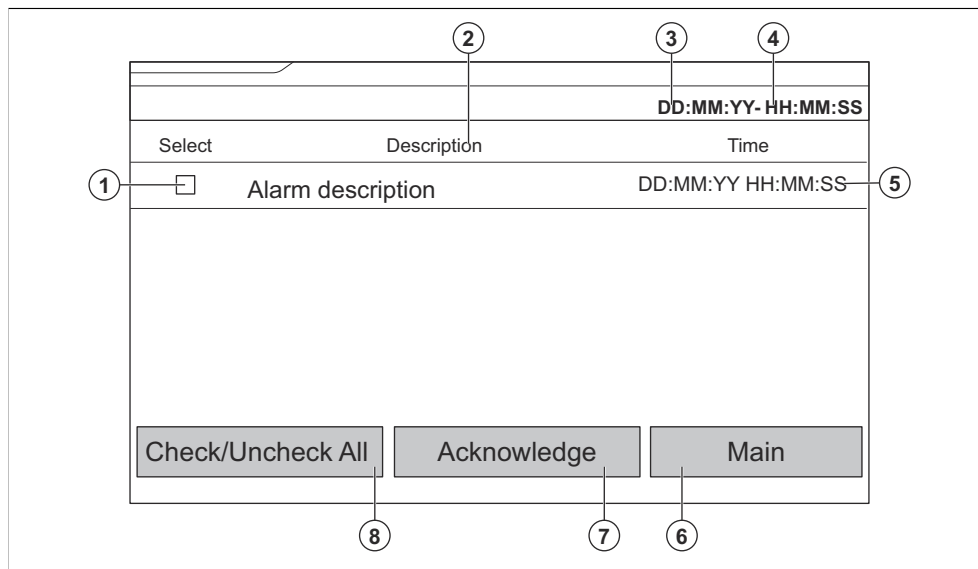 2 3 4
DD:MM:YY- HH:MM:SS
Select Description Time
1 Alarm description DD:MM:YY HH:MM:SS 5
Check/Uncheck All Acknowledge Main
8 7 6